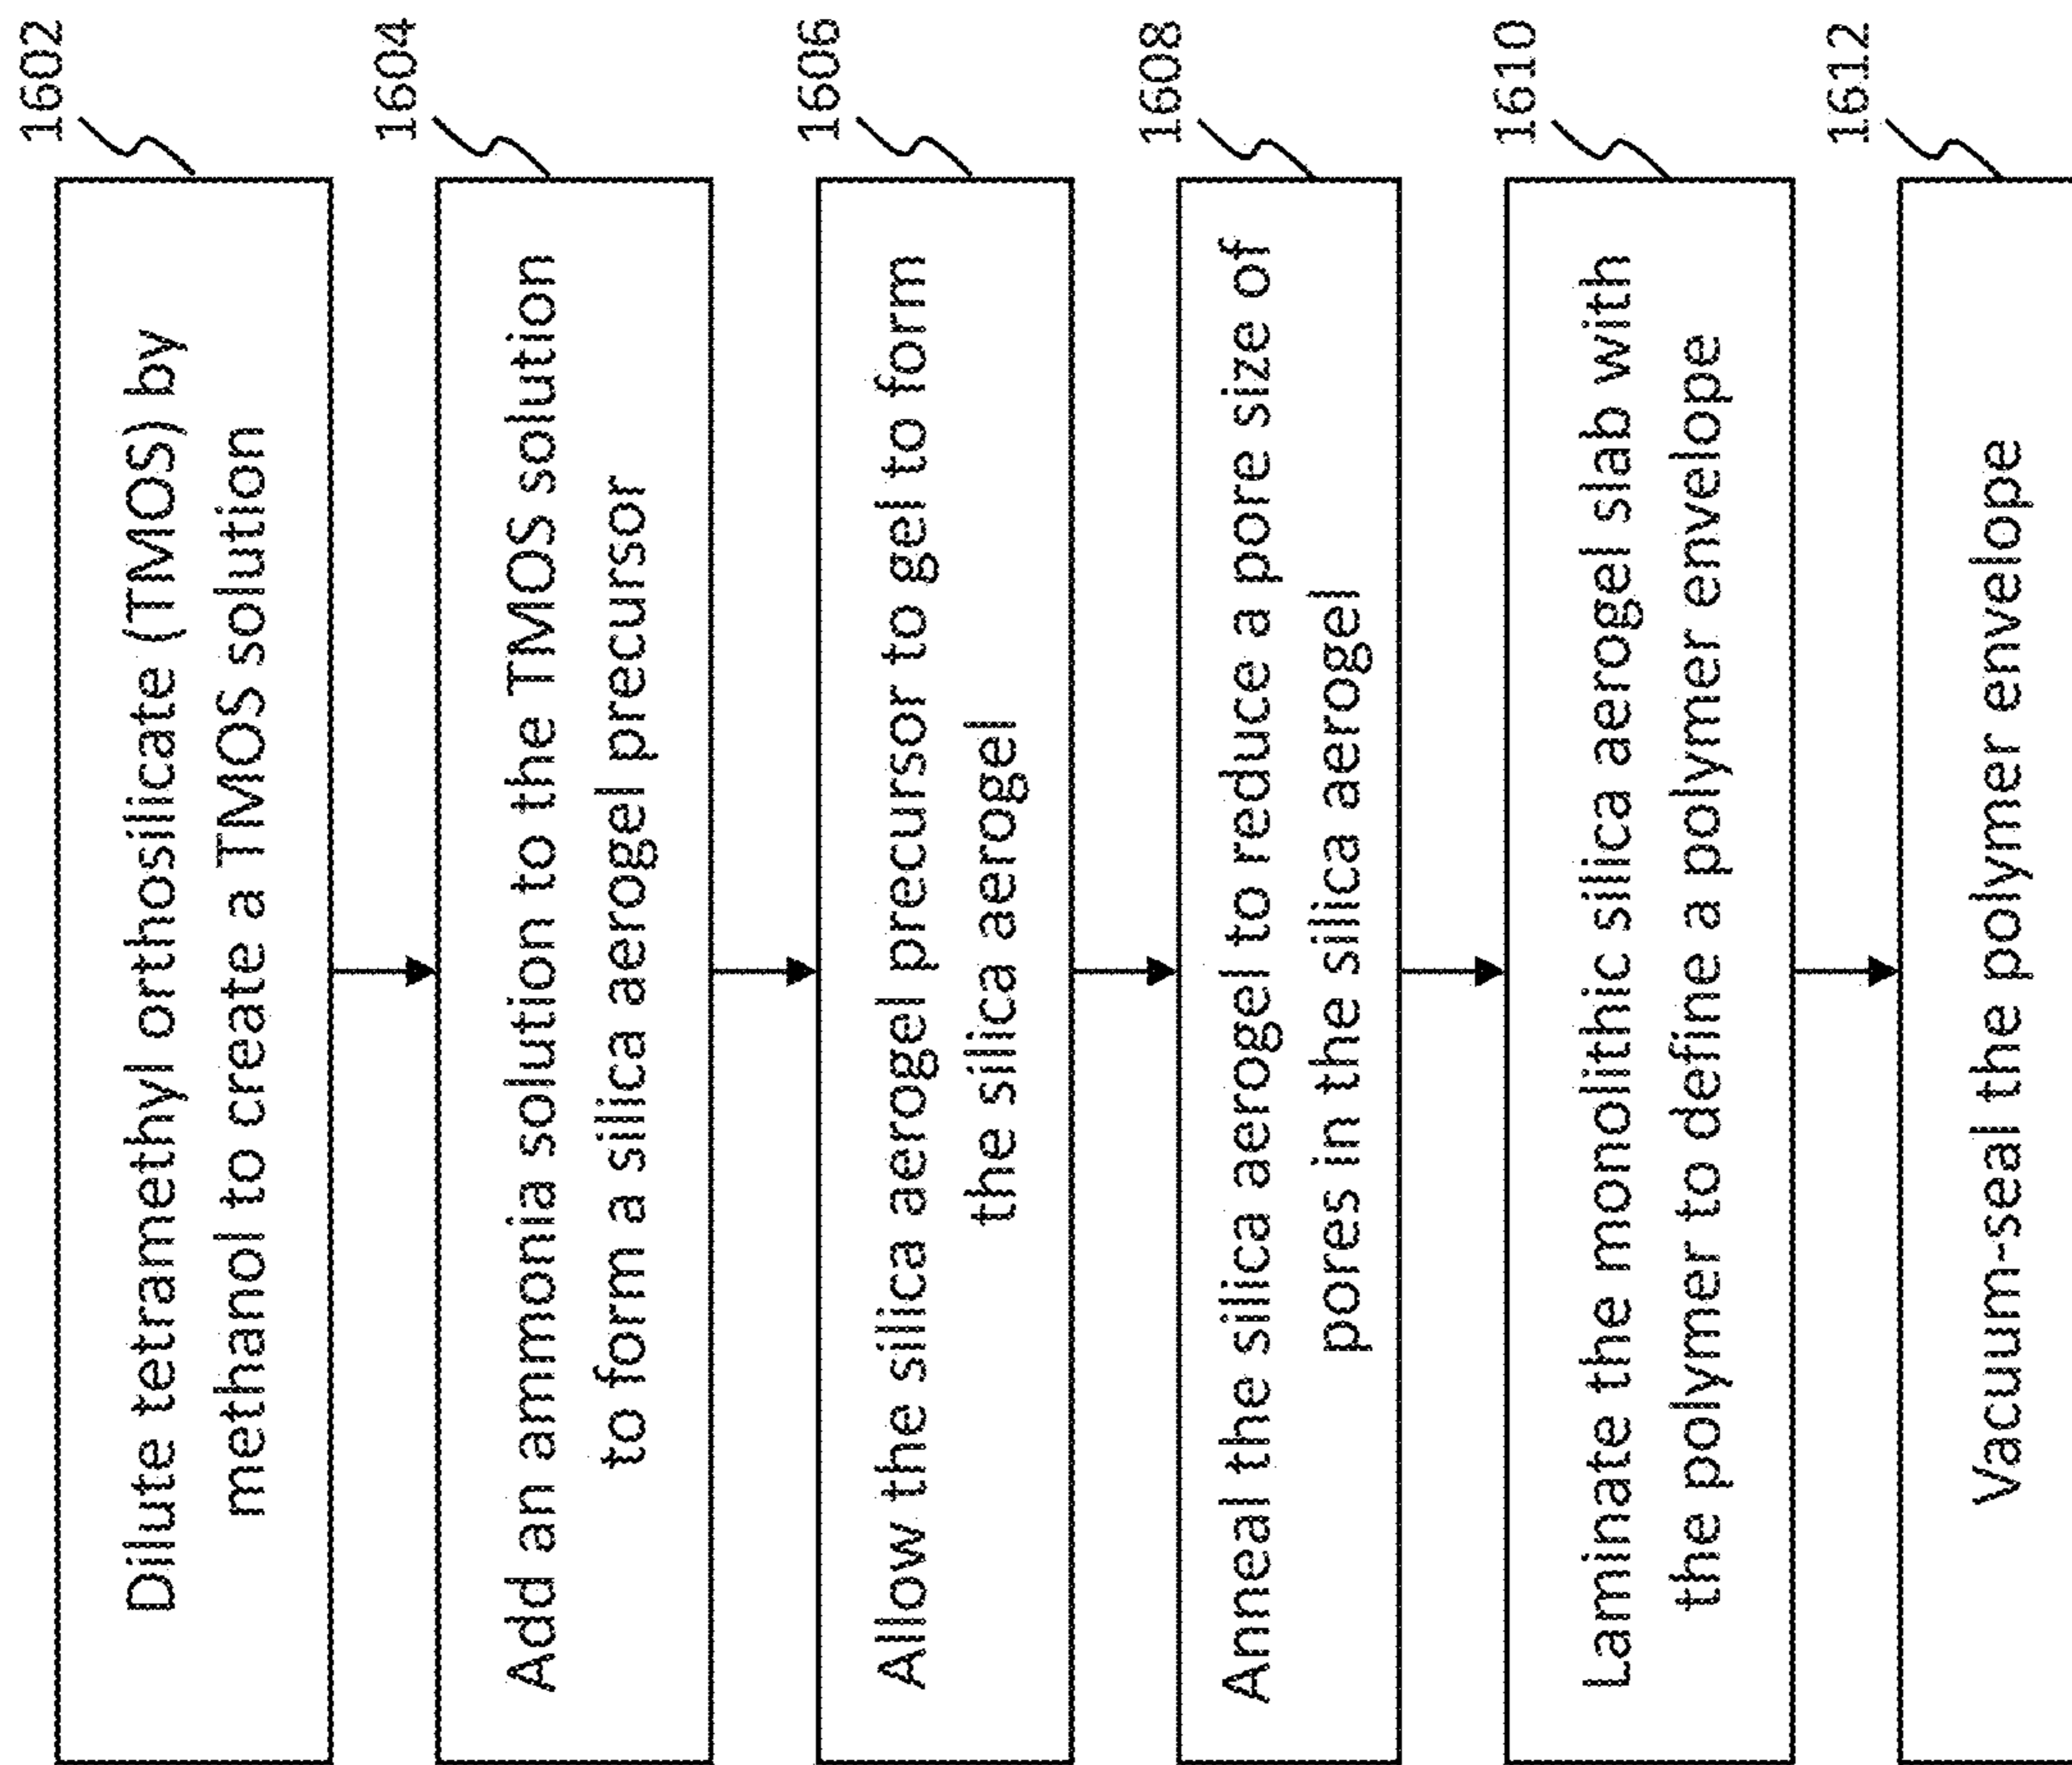 1602
Dilute tetramethyl orthosilicate (TMOS) by
methanol to create a TMOS solution
1604
Add an ammonia solution to the TMOS solution
to form a silica aerogel precursor
1606
Allow the silica aerogel precursor to gel to form
the silica aerogel
1608
Anneal the silica aerogel to reduce a pore size of
pores in the silica aerogel
1610
Laminate the monolithic silica aerogel slab with
the polymer to define a polymer envelope
1612
Vacuum-seal the polymer envelope